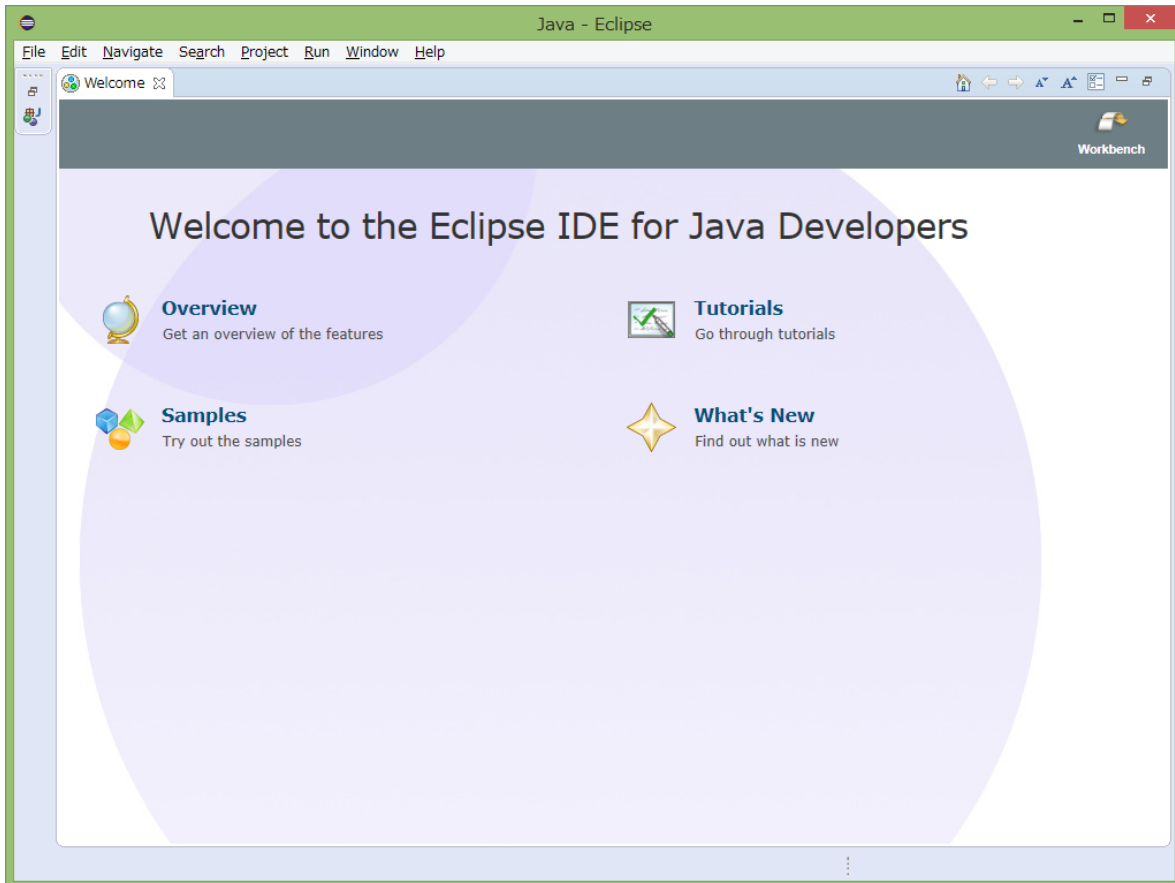 Java - Eclipse
File Edit Navigate Search Project Run Window Help
Welcome
Workbench
Welcome to the Eclipse IDE for Java Developers
Overview
Get an overview of the features
Tutorials
Go through tutorials
Samples
Try out the samples
What's New
Find out what is new